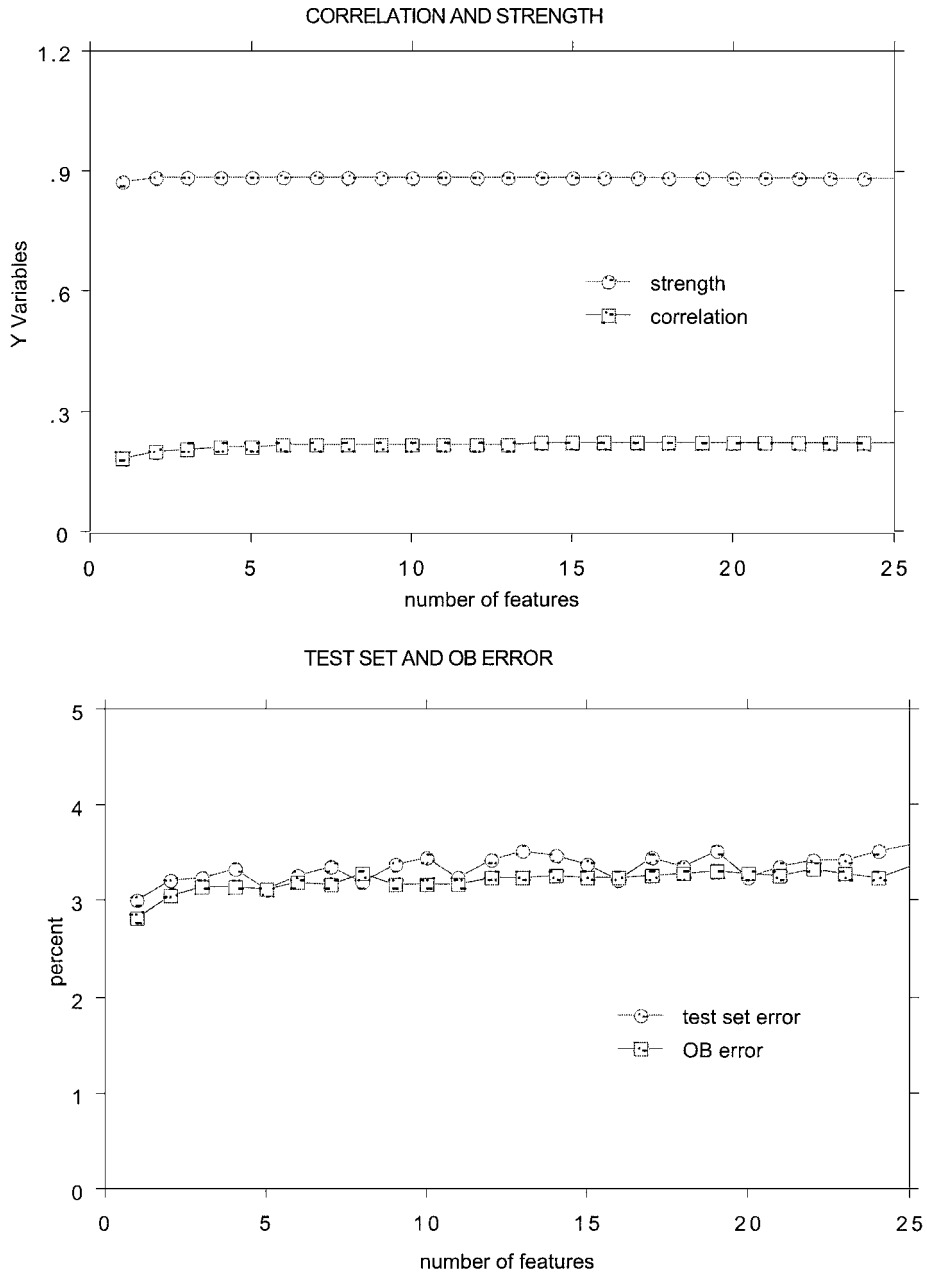 CORRELATION AND STRENGTH
1.2
.9
.6
.3
0
Y Variables
strength
correlation
0 5 10 15 20 25
number of features
TEST SET AND OB ERROR
5
4
3
2
1
0
percent
test set error
OB error
0 5 10 15 20 25
number of features